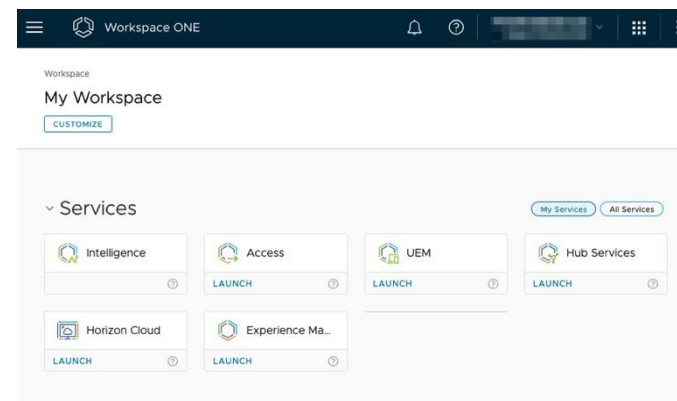 Workspace ONE
Workspace
My Workspace
CUSTOMIZE
Services
My Services
All Services
Intelligence
Access
LAUNCH
UEM
LAUNCH
Hub Services
LAUNCH
Horizon Cloud
LAUNCH
Experience Ma...
LAUNCH